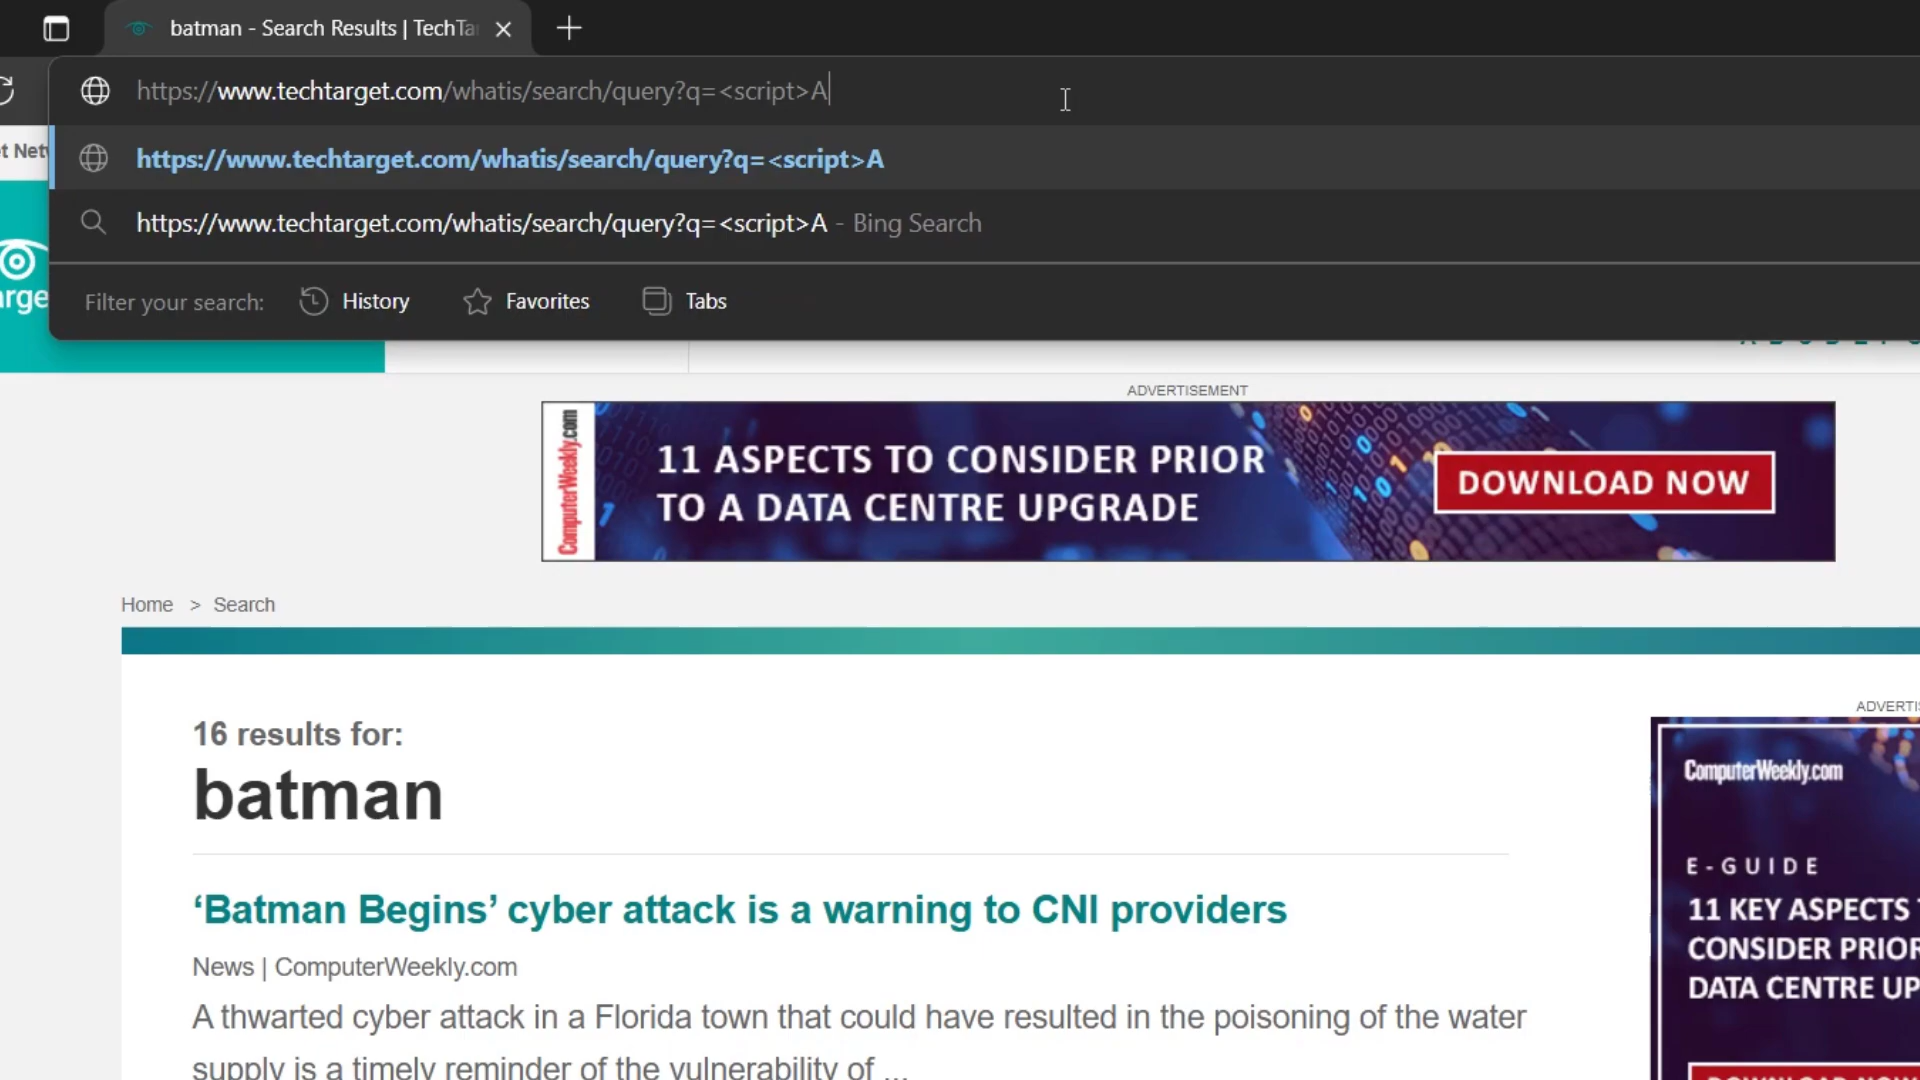 batman - Search Results | TechTa
https://www.techtarget.com/whatis/search/query?q=<script>A
https://www.techtarget.com/whatis/search/query?q=<script>A
https://www.techtarget.com/whatis/search/query?q=<script>A - Bing Search
Filter your search: History Favorites Tabs
t Net
arge
ADVERTISEMENT
ComputerWeekly.com
11 ASPECTS TO CONSIDER PRIOR
TO A DATA CENTRE UPGRADE
DOWNLOAD NOW
Home > Search
16 results for:
batman
‘Batman Begins’ cyber attack is a warning to CNI providers
News | ComputerWeekly.com
A thwarted cyber attack in a Florida town that could have resulted in the poisoning of the water
supply is a timely reminder of the vulnerability of ...
ADVERTIS
ComputerWeekly.com
E-GUIDE
11 KEY ASPECTS
CONSIDER PRIOR
DATA CENTRE UP
DOWNLOAD NOW